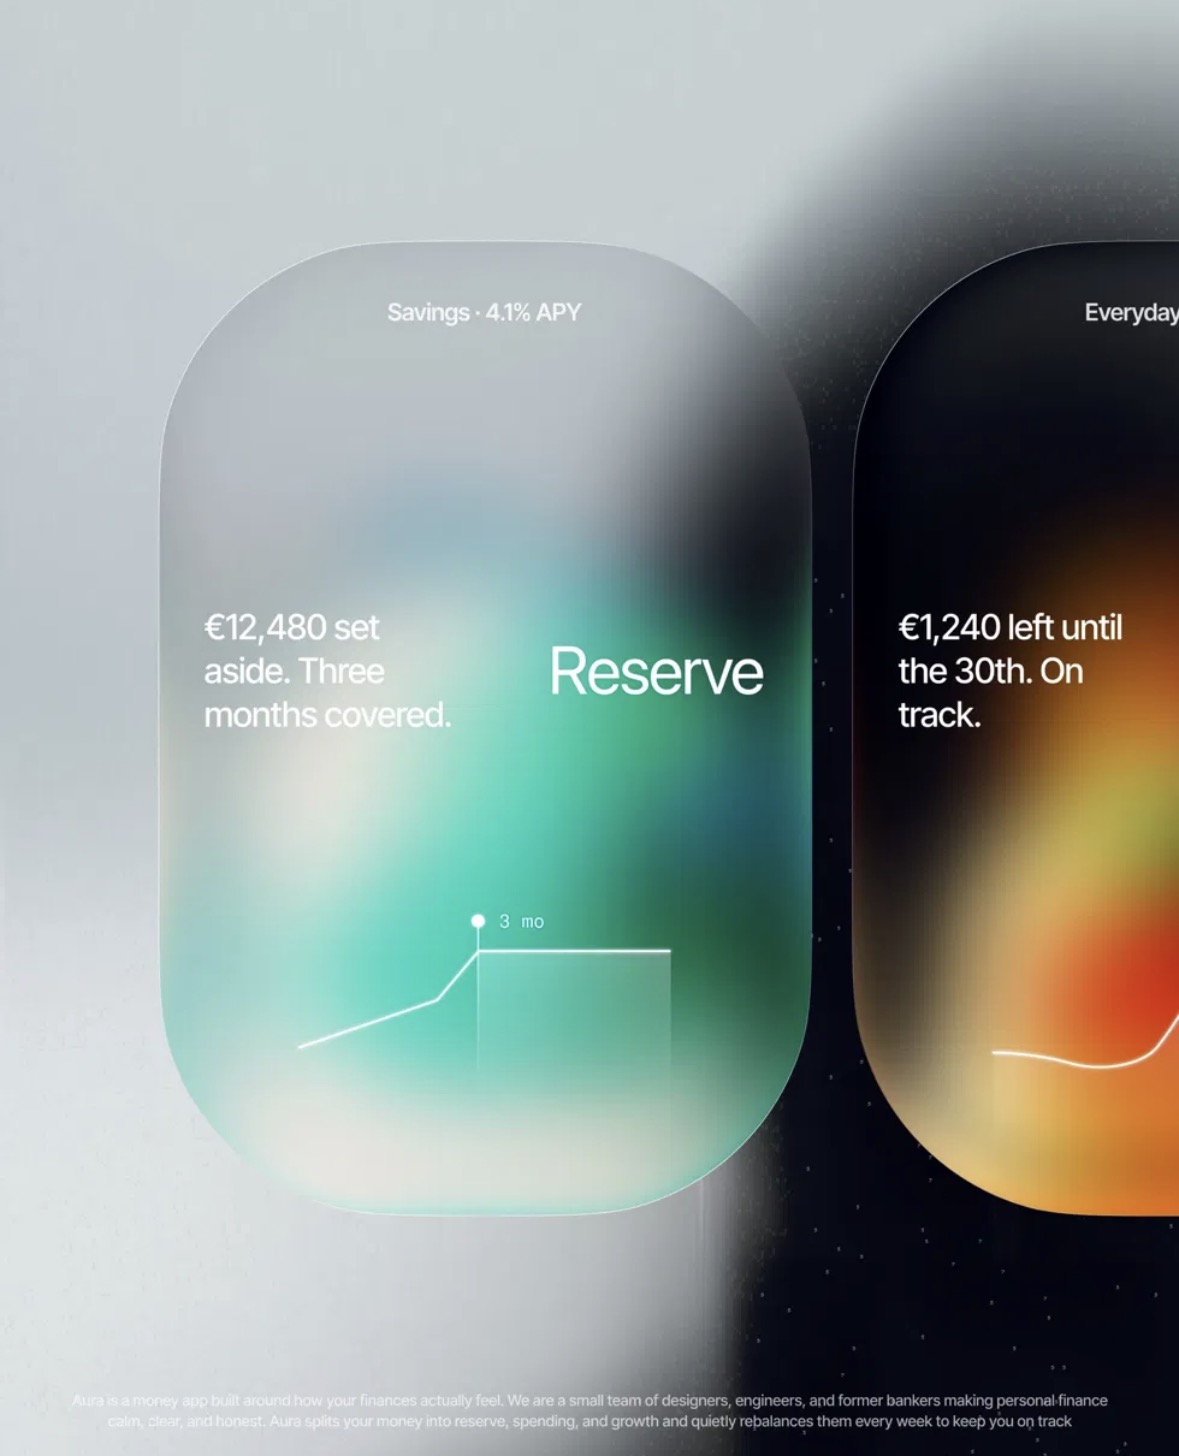 Savings · 4.1% APY
€12,480 set
aside. Three
months covered.
Reserve
3 mo
Everyday
€1,240 left until
the 30th. On
track.
Aura is a money app built around how your finances actually feel. We are a small team of designers, engineers, and former bankers making personal finance
calm, clear, and honest. Aura splits your money into reserve, spending, and growth and quietly rebalances them every week to keep you on track